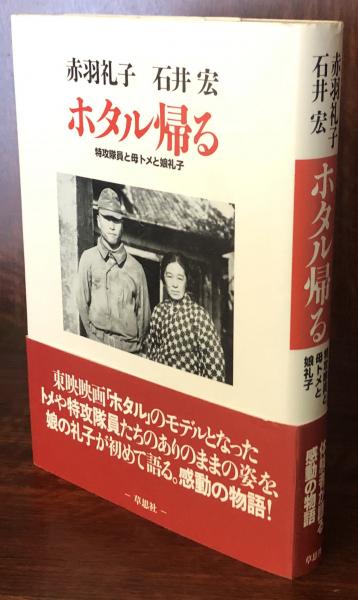 赤羽礼子　石井 宏
ホタル帰る
特攻隊員と母トメと娘礼子
東映映画「ホタル」のモデルとなった
トメや特攻隊員たちのありのままの姿を、
娘の礼子が初めて語る。感動の物語！
─草思社─
赤羽礼子
石井 宏
ホタル帰る
特攻隊員と
母トメと
娘礼子
感動の物語
草思社